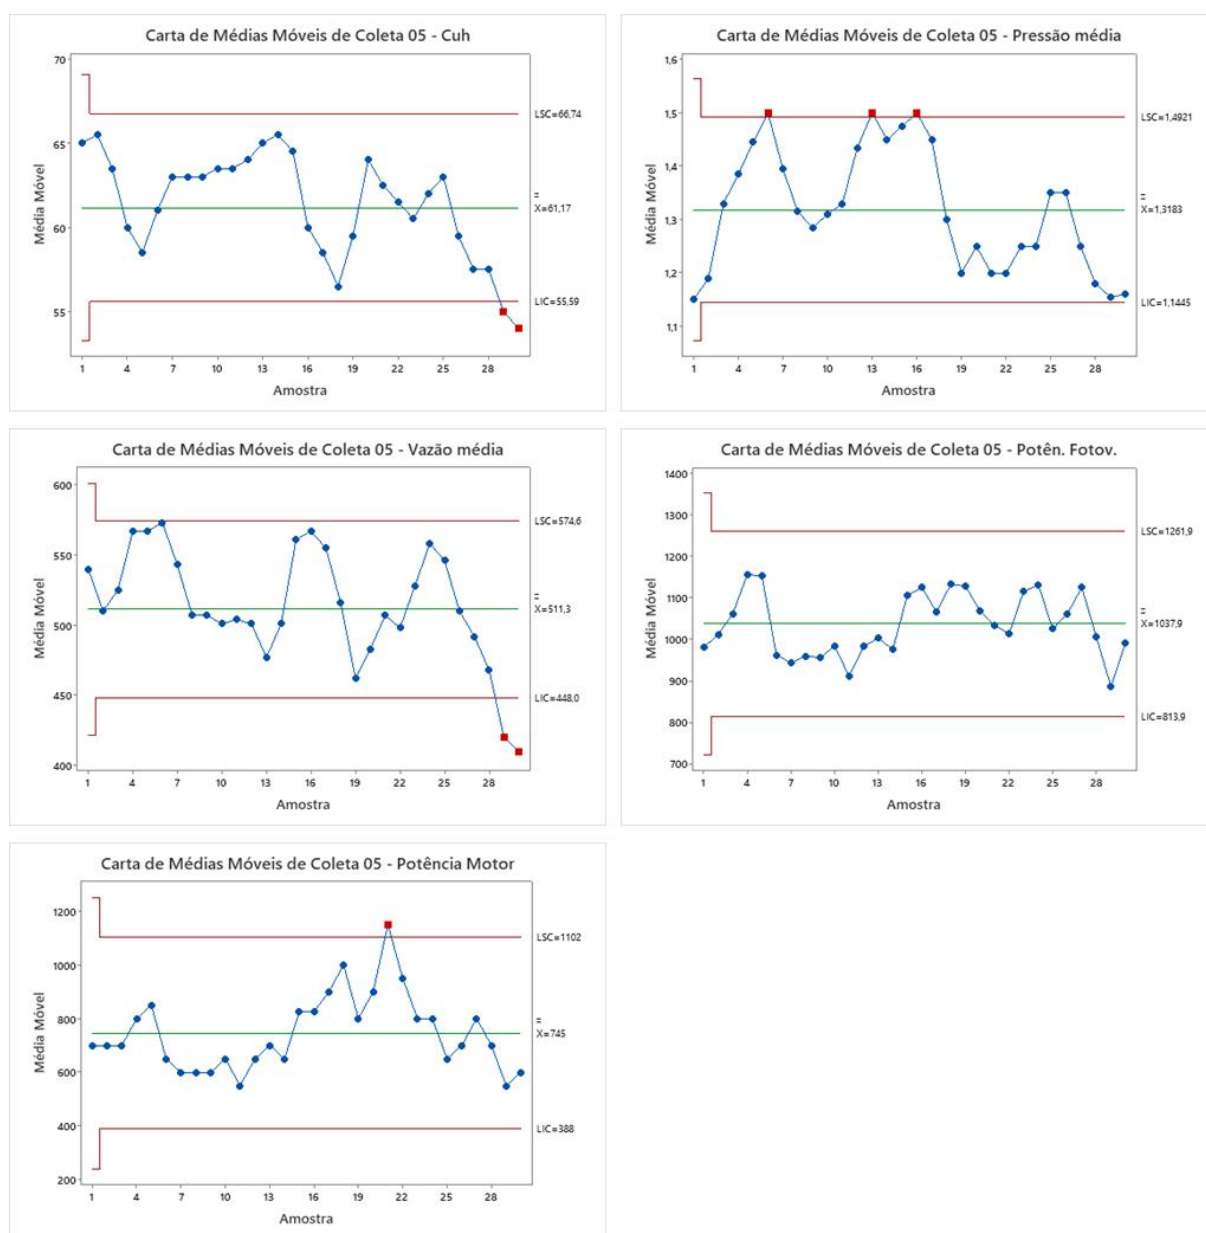 Carta de Médias Móveis de Coleta 05 - Cuh
70
65
60
55
Média Móvel
LSC=66,74
X=61,17
LIC=55,59
1 4 7 10 13 16 19 22 25 28
Amostra
Carta de Médias Móveis de Coleta 05 - Pressão média
1,6
1,5
1,4
1,3
1,2
1,1
Média Móvel
LSC=1,4921
X=1,3183
LIC=1,1445
1 4 7 10 13 16 19 22 25 28
Amostra
Carta de Médias Móveis de Coleta 05 - Vazão média
600
550
500
450
400
Média Móvel
LSC=574,6
X=511,3
LIC=448,0
1 4 7 10 13 16 19 22 25 28
Amostra
Carta de Médias Móveis de Coleta 05 - Potên. Fotov.
1400
1300
1200
1100
1000
900
800
700
Média Móvel
LSC=1261,9
X=1037,9
LIC=813,9
1 4 7 10 13 16 19 22 25 28
Amostra
Carta de Médias Móveis de Coleta 05 - Potência Motor
1200
1000
800
600
400
200
Média Móvel
LSC=1102
X=745
LIC=388
1 4 7 10 13 16 19 22 25 28
Amostra